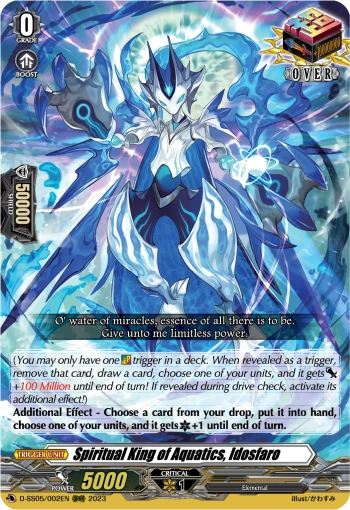 0
GRADE
BOOST
+100000000
OVER
50000
SHIELD
O' water of miracles, essence of all there is to be.
Give unto me limitless power.
(You may only have one trigger in a deck. When revealed as a trigger,
remove that card, draw a card, choose one of your units, and it gets
+100 Million until end of turn! If revealed during drive check, activate its
additional effect!)
Additional Effect - Choose a card from your drop, put it into hand,
choose one of your units, and it gets +1 until end of turn.
TRIGGER UNIT
Spiritual King of Aquatics, Idosfaro
POWER 5000
CRITICAL
1
Elemental
D-SS05/002EN 2023
illust/かわすみ